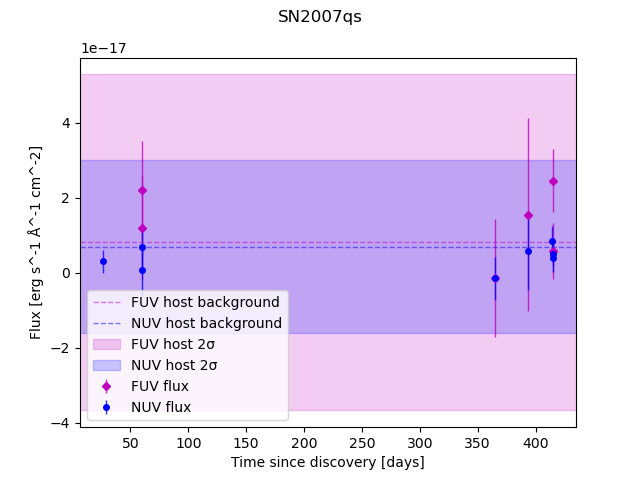 SN2007qs
1e−17
4
2
0
−2
−4
Flux [erg s^-1 Å^-1 cm^-2]
FUV host background
NUV host background
FUV host 2σ
NUV host 2σ
FUV flux
NUV flux
50 100 150 200 250 300 350 400
Time since discovery [days]